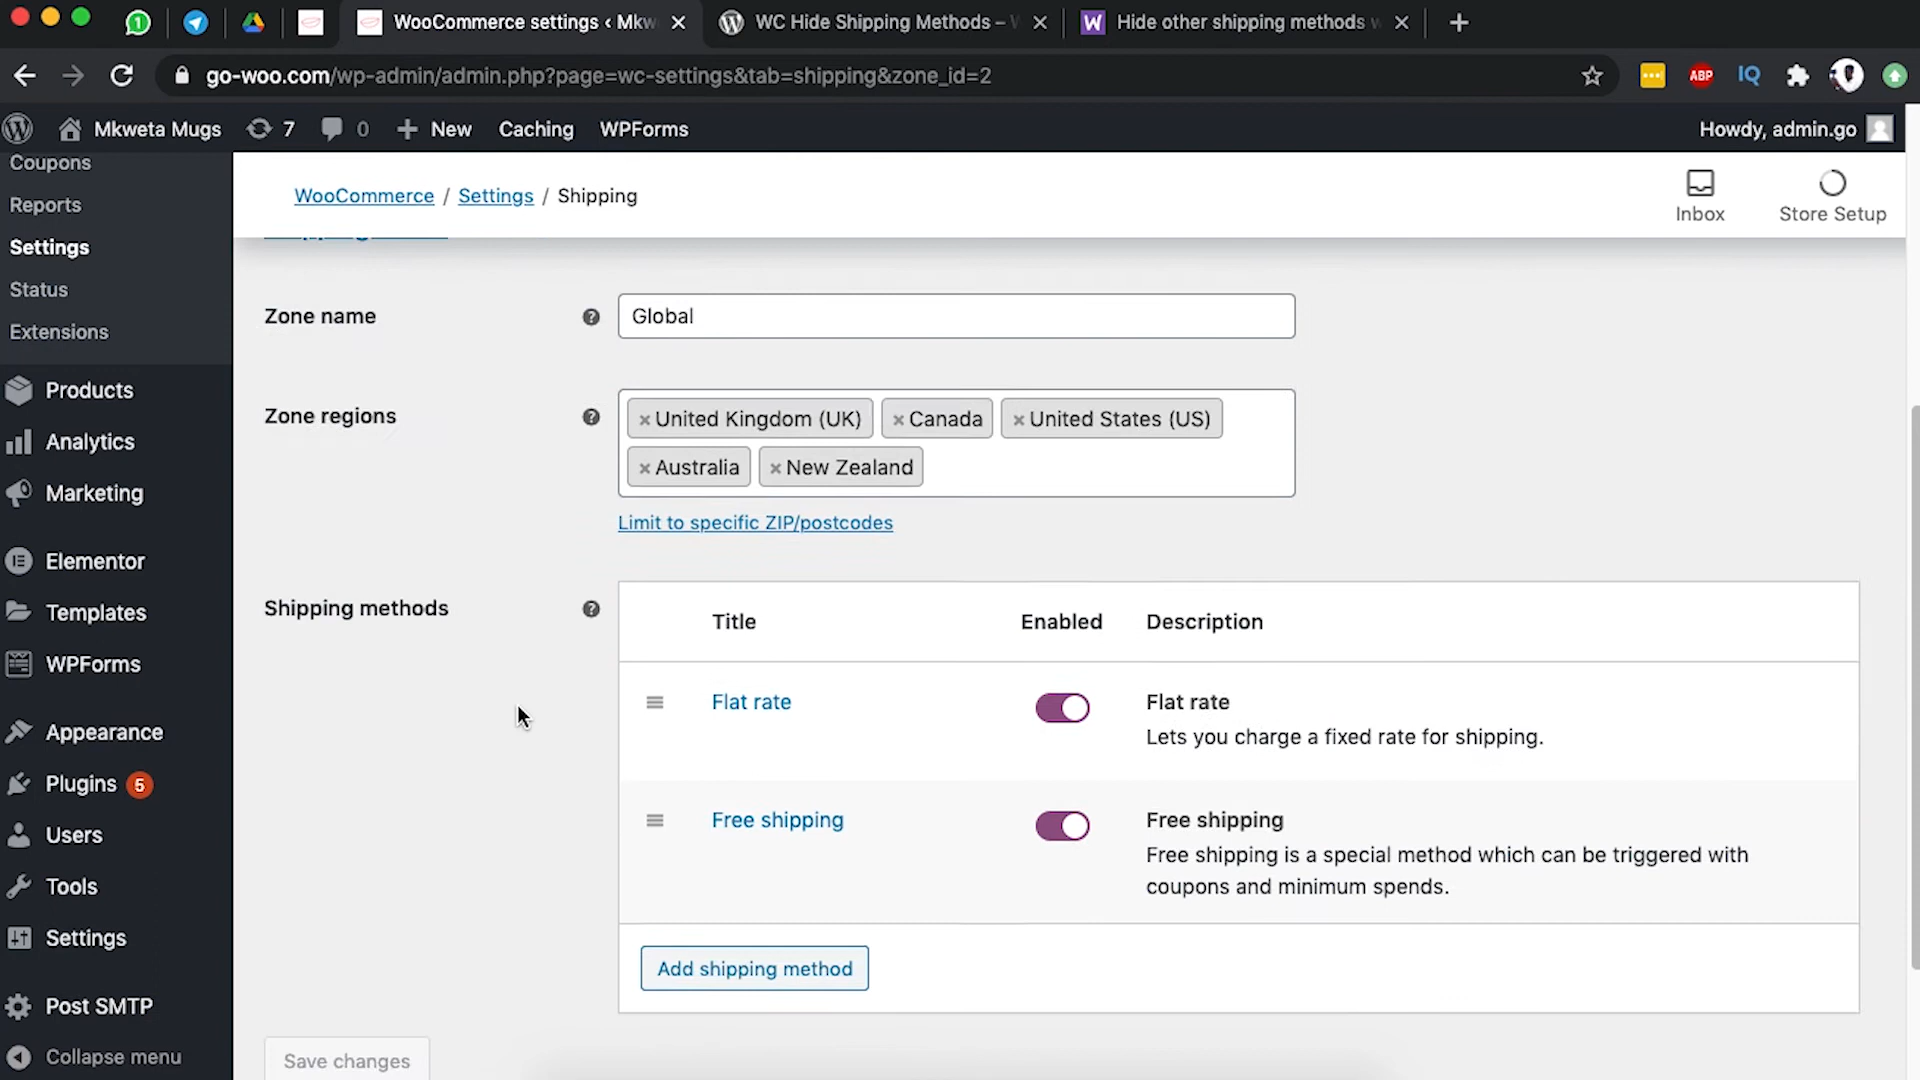 WooCommerce settings ‹ Mkw
WC Hide Shipping Methods –
Hide other shipping methods
go-woo.com/wp-admin/admin.php?page=wc-settings&tab=shipping&zone_id=2
ABP
IQ
Mkweta Mugs
7
0
New
Caching
WPForms
Howdy, admin.go
Coupons
Reports
Settings
Status
Extensions
Products
Analytics
Marketing
Elementor
Templates
WPForms
Appearance
Plugins 5
Users
Tools
Settings
Post SMTP
Collapse menu
WooCommerce / Settings / Shipping
Inbox
Store Setup
Zone name
Global
Zone regions
× United Kingdom (UK) × Canada × United States (US)
× Australia × New Zealand
Limit to specific ZIP/postcodes
Shipping methods
Title Enabled Description
Flat rate
Flat rate
Lets you charge a fixed rate for shipping.
Free shipping
Free shipping
Free shipping is a special method which can be triggered with
coupons and minimum spends.
Add shipping method
Save changes